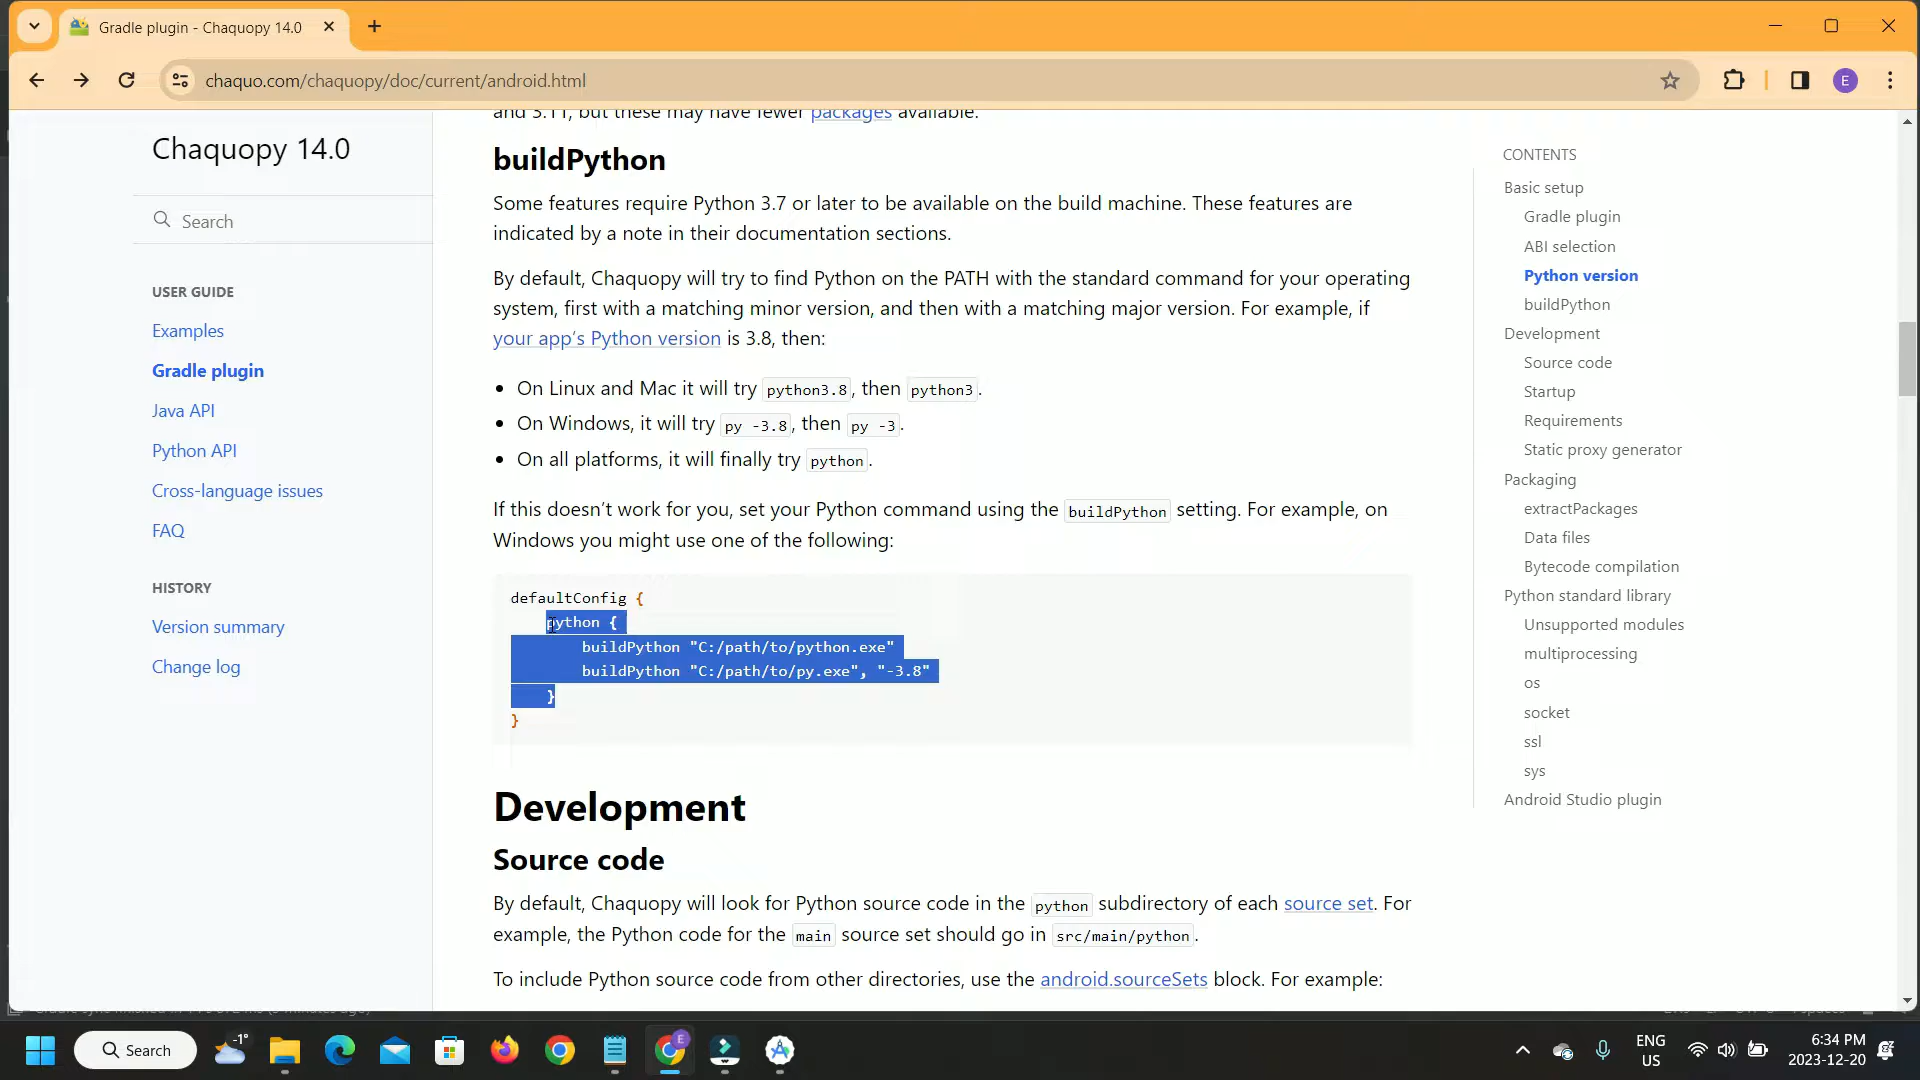 Gradle plugin - Chaquopy 14.0
chaquo.com/chaquopy/doc/current/android.html
E
and 3.11, but these may have fewer packages available.
Chaquopy 14.0
Search
USER GUIDE
Examples
Gradle plugin
Java API
Python API
Cross-language issues
FAQ
HISTORY
Version summary
Change log
buildPython
Some features require Python 3.7 or later to be available on the build machine. These features are
indicated by a note in their documentation sections.
By default, Chaquopy will try to find Python on the PATH with the standard command for your operating
system, first with a matching minor version, and then with a matching major version. For example, if
your app's Python version is 3.8, then:
• On Linux and Mac it will try python3.8, then python3.
• On Windows, it will try py -3.8, then py -3.
• On all platforms, it will finally try python.
If this doesn't work for you, set your Python command using the buildPython setting. For example, on
Windows you might use one of the following:
defaultConfig {
python {
buildPython "C:/path/to/python.exe"
buildPython "C:/path/to/py.exe", "-3.8"
}
}
Development
Source code
By default, Chaquopy will look for Python source code in the python subdirectory of each source set. For
example, the Python code for the main source set should go in src/main/python.
To include Python source code from other directories, use the android.sourceSets block. For example:
CONTENTS
Basic setup
Gradle plugin
ABI selection
Python version
buildPython
Development
Source code
Startup
Requirements
Static proxy generator
Packaging
extractPackages
Data files
Bytecode compilation
Python standard library
Unsupported modules
multiprocessing
os
socket
ssl
sys
Android Studio plugin
Search
-1°
E
ENG
US
6:34 PM
2023-12-20